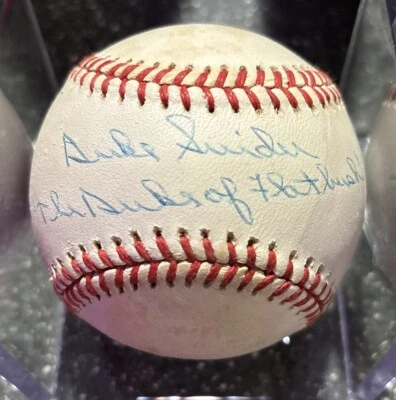 Duke Snider
The Duke of Flatbush